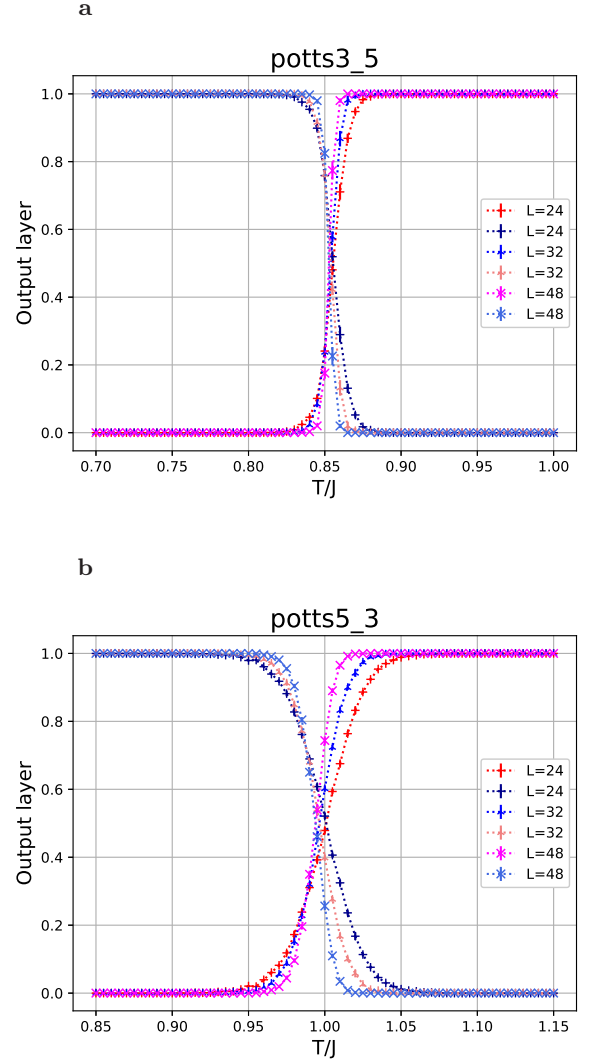 a
potts3_5
1.0
0.8
0.6
0.4
0.2
0.0
Output layer
L=24
L=24
L=32
L=32
L=48
L=48
0.70 0.75 0.80 0.85 0.90 0.95 1.00
T/J
b
potts5_3
1.0
0.8
0.6
0.4
0.2
0.0
Output layer
L=24
L=24
L=32
L=32
L=48
L=48
0.85 0.90 0.95 1.00 1.05 1.10 1.15
T/J